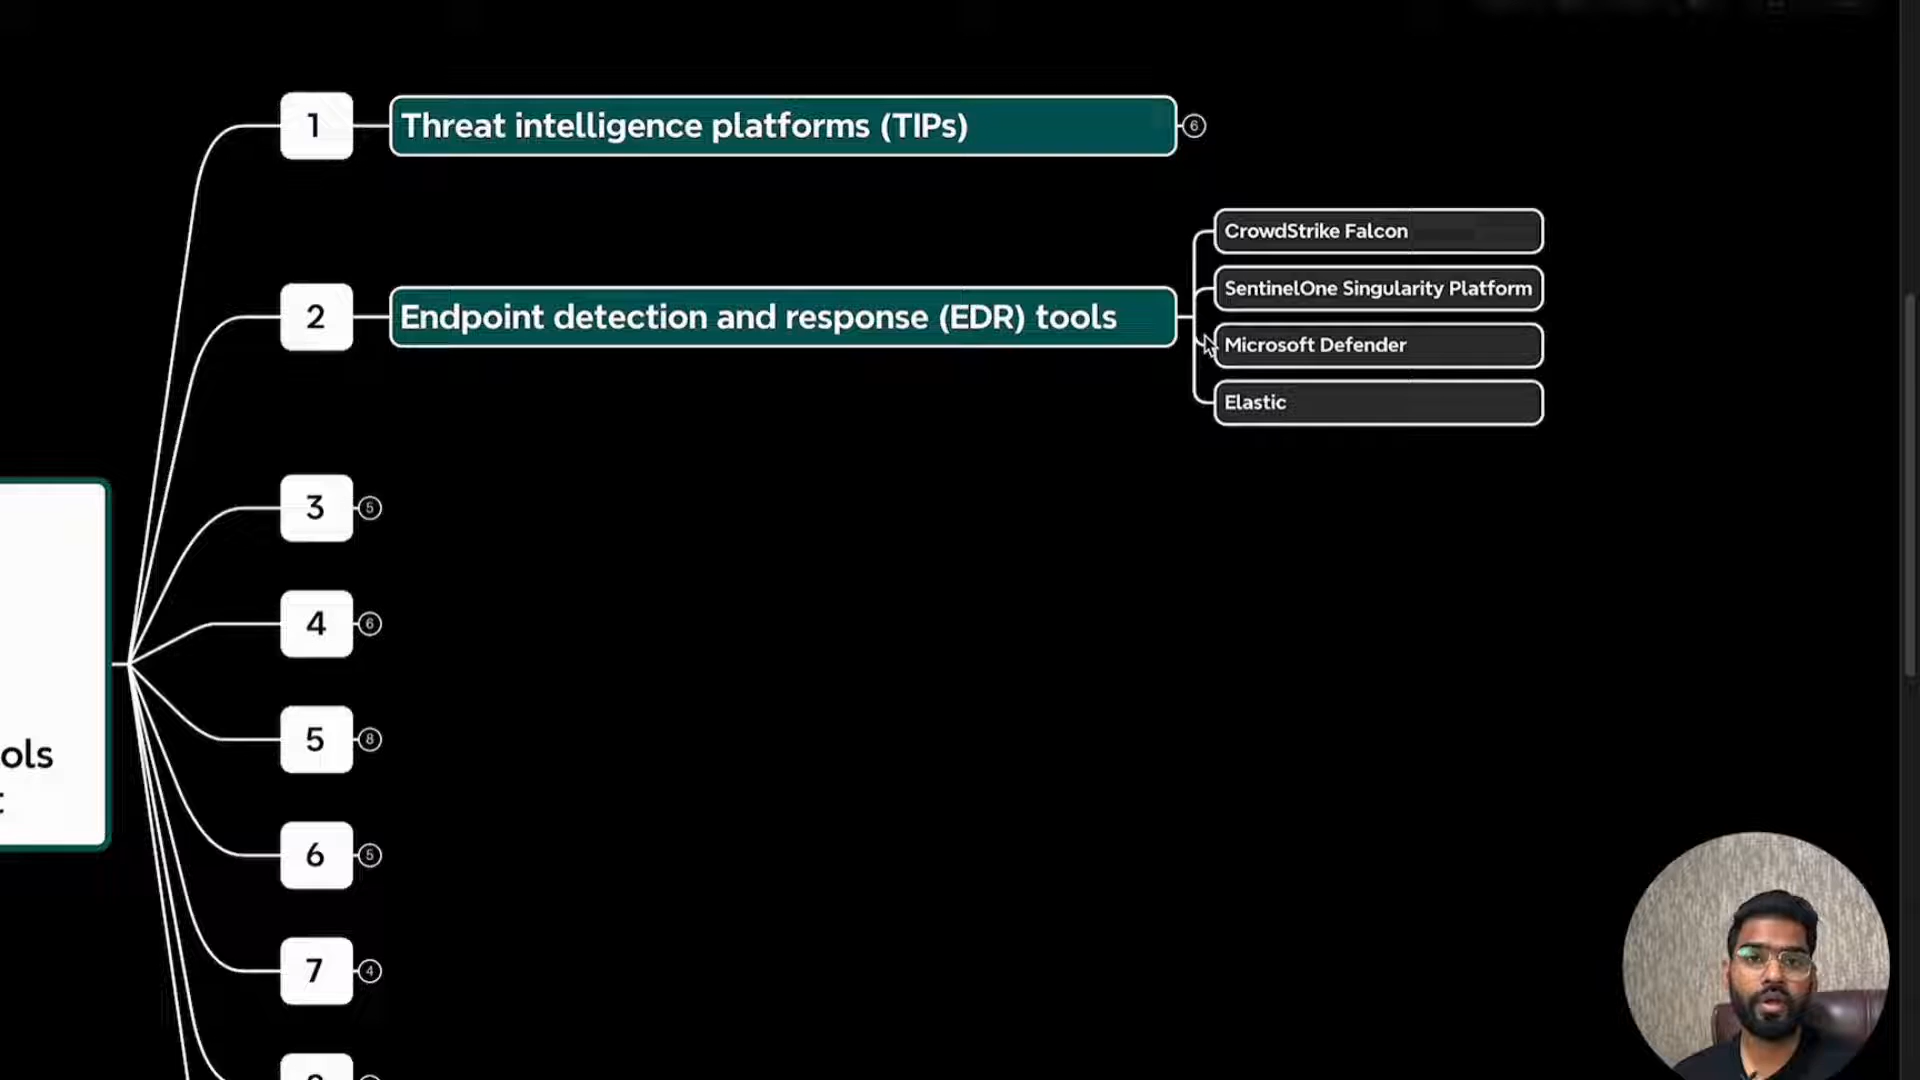 1
Threat intelligence platforms (TIPs)
6
2
Endpoint detection and response (EDR) tools
CrowdStrike Falcon
SentinelOne Singularity Platform
Microsoft Defender
Elastic
3
5
4
6
5
8
ols
6
5
7
4